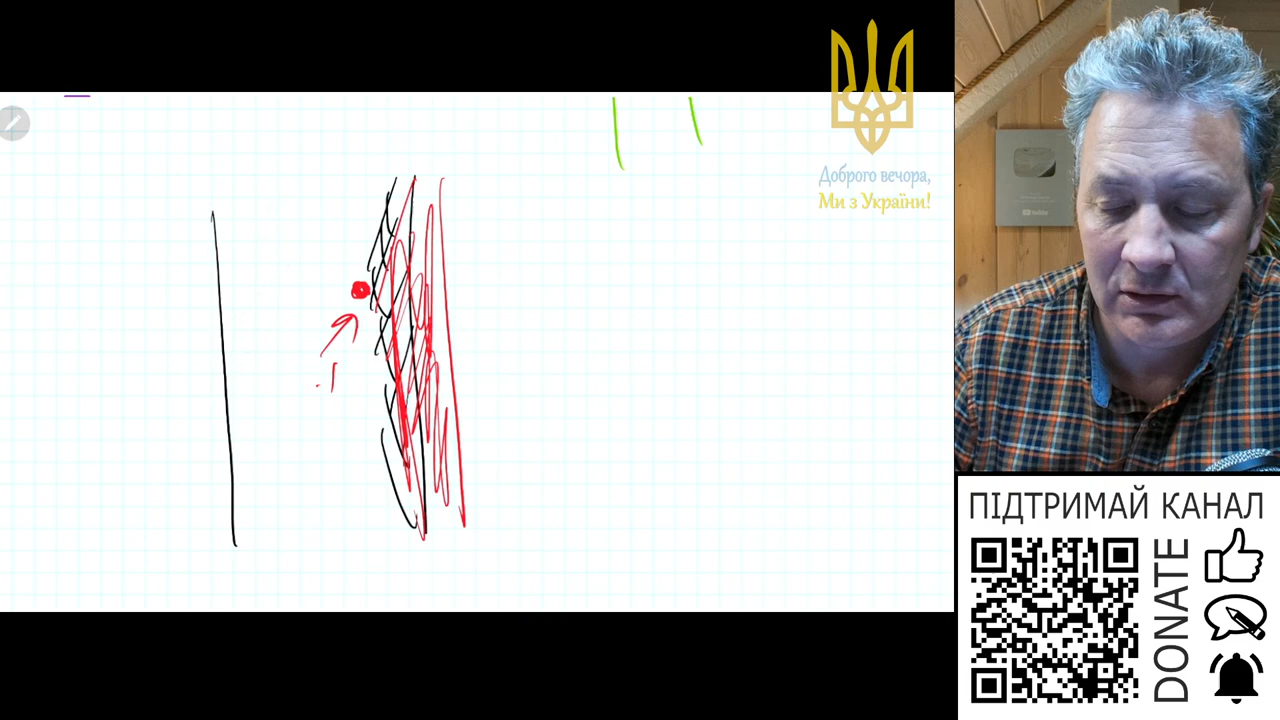 Доброго вечора,
Ми з України!
ПІДТРИМАЙ КАНАЛ
DONATE